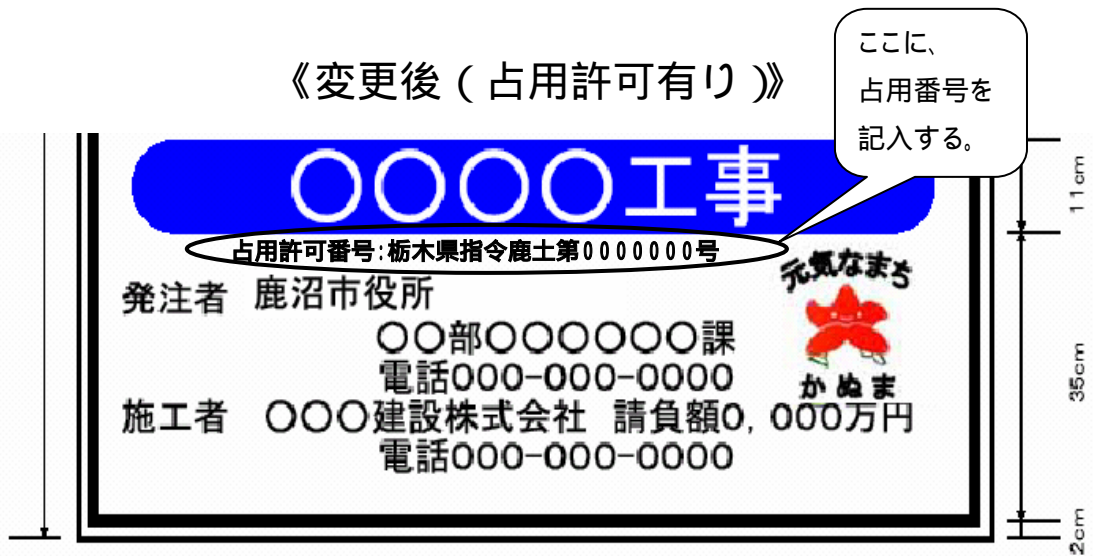 《変更後（占用許可有り）》
ここに、
占用番号を
記入する。
〇〇〇〇工事
占用許可番号:栃木県指令鹿土第0000000号
発注者 鹿沼市役所
〇〇部〇〇〇〇〇〇課
電話000-000-0000
施工者 〇〇〇建設株式会社 請負額0,000万円
電話000-000-0000
元気なまち
かぬま
11cm
35cm
2cm